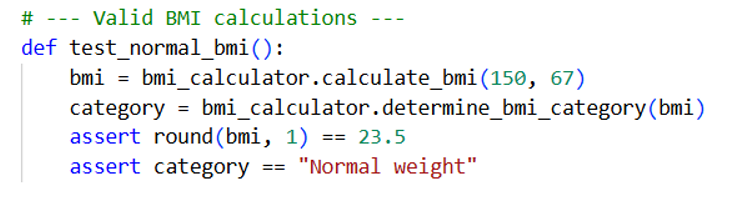 # --- Valid BMI calculations ---
def test_normal_bmi():
    bmi = bmi_calculator.calculate_bmi(150, 67)
    category = bmi_calculator.determine_bmi_category(bmi)
    assert round(bmi, 1) == 23.5
    assert category == "Normal weight"